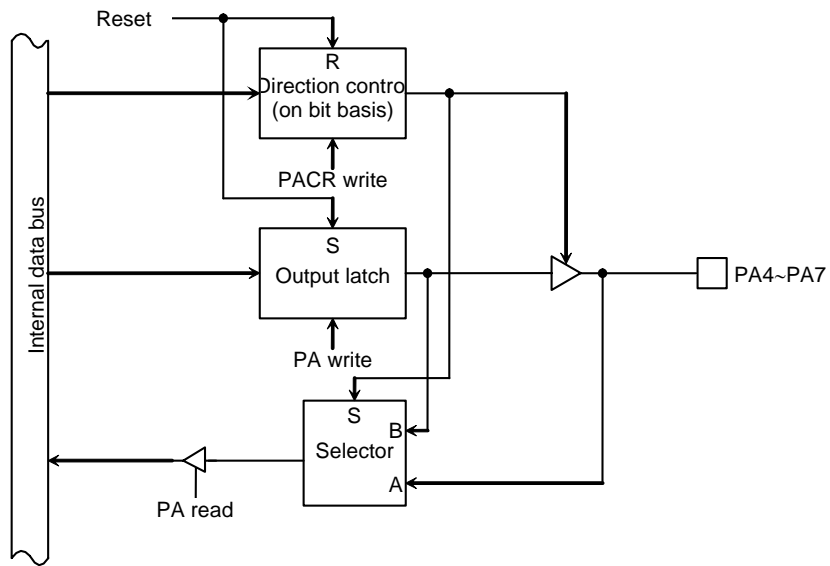 Reset
R
Direction contro
(on bit basis)
PACR write
Internal data bus
S
Output latch
PA4~PA7
PA write
S
B
Selector
A
PA read